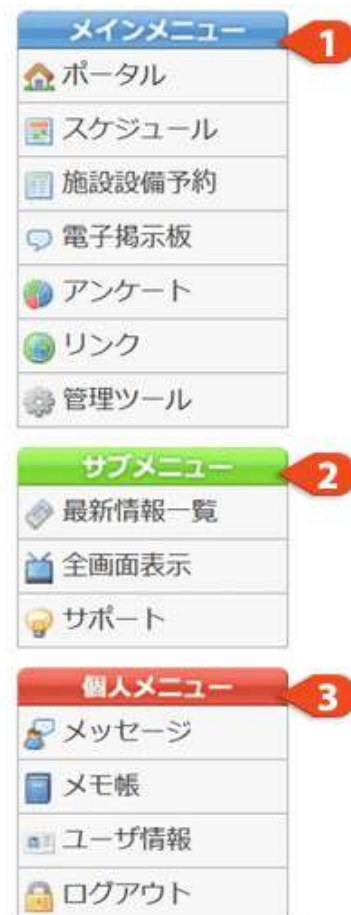 メインメニュー
1
ポータル
スケジュール
施設設備予約
電子掲示板
アンケート
リンク
管理ツール
サブメニュー
2
最新情報一覧
全画面表示
サポート
個人メニュー
3
メッセージ
メモ帳
ユーザ情報
ログアウト